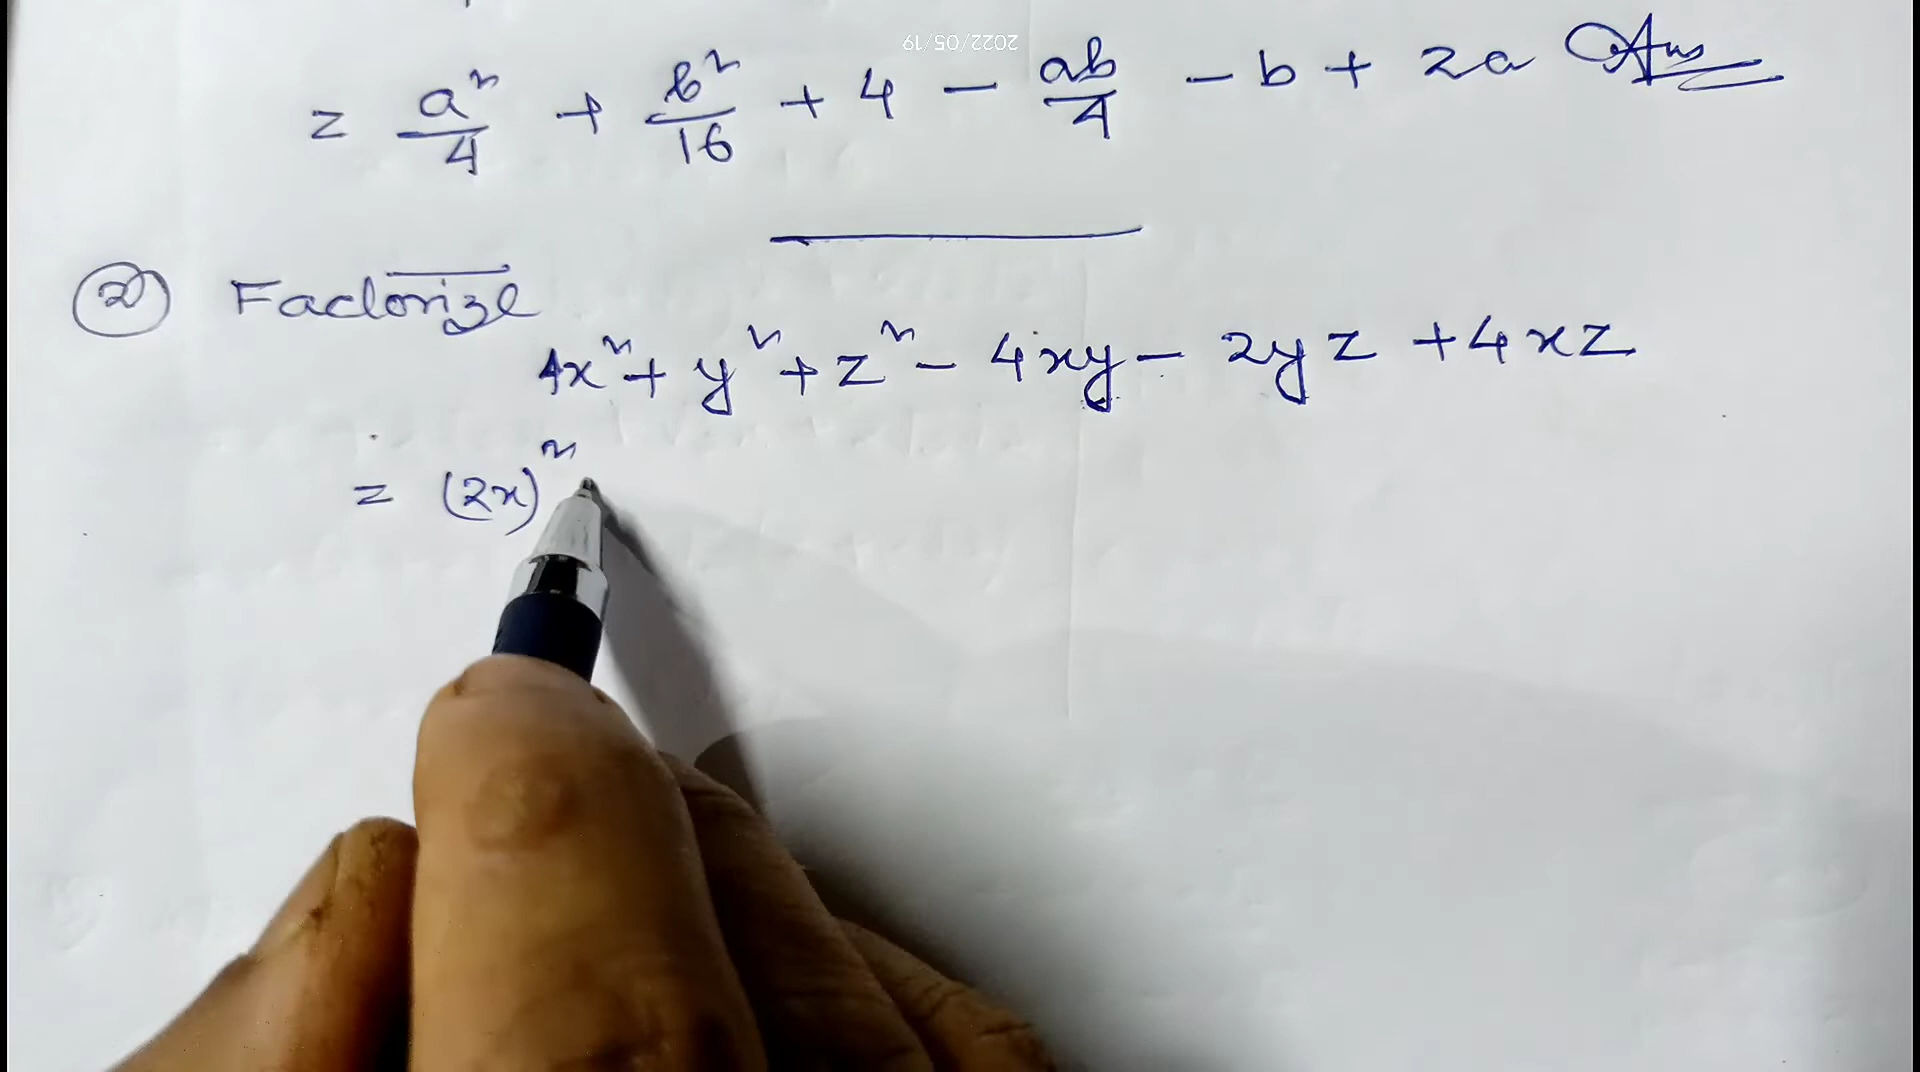 2022/05/19
= a²/4 + b²/16 + 4 - ab/4 - b + 2a Ans
② Factorize
4x² + y² + z² - 4xy - 2yz + 4xz
= (2x)²